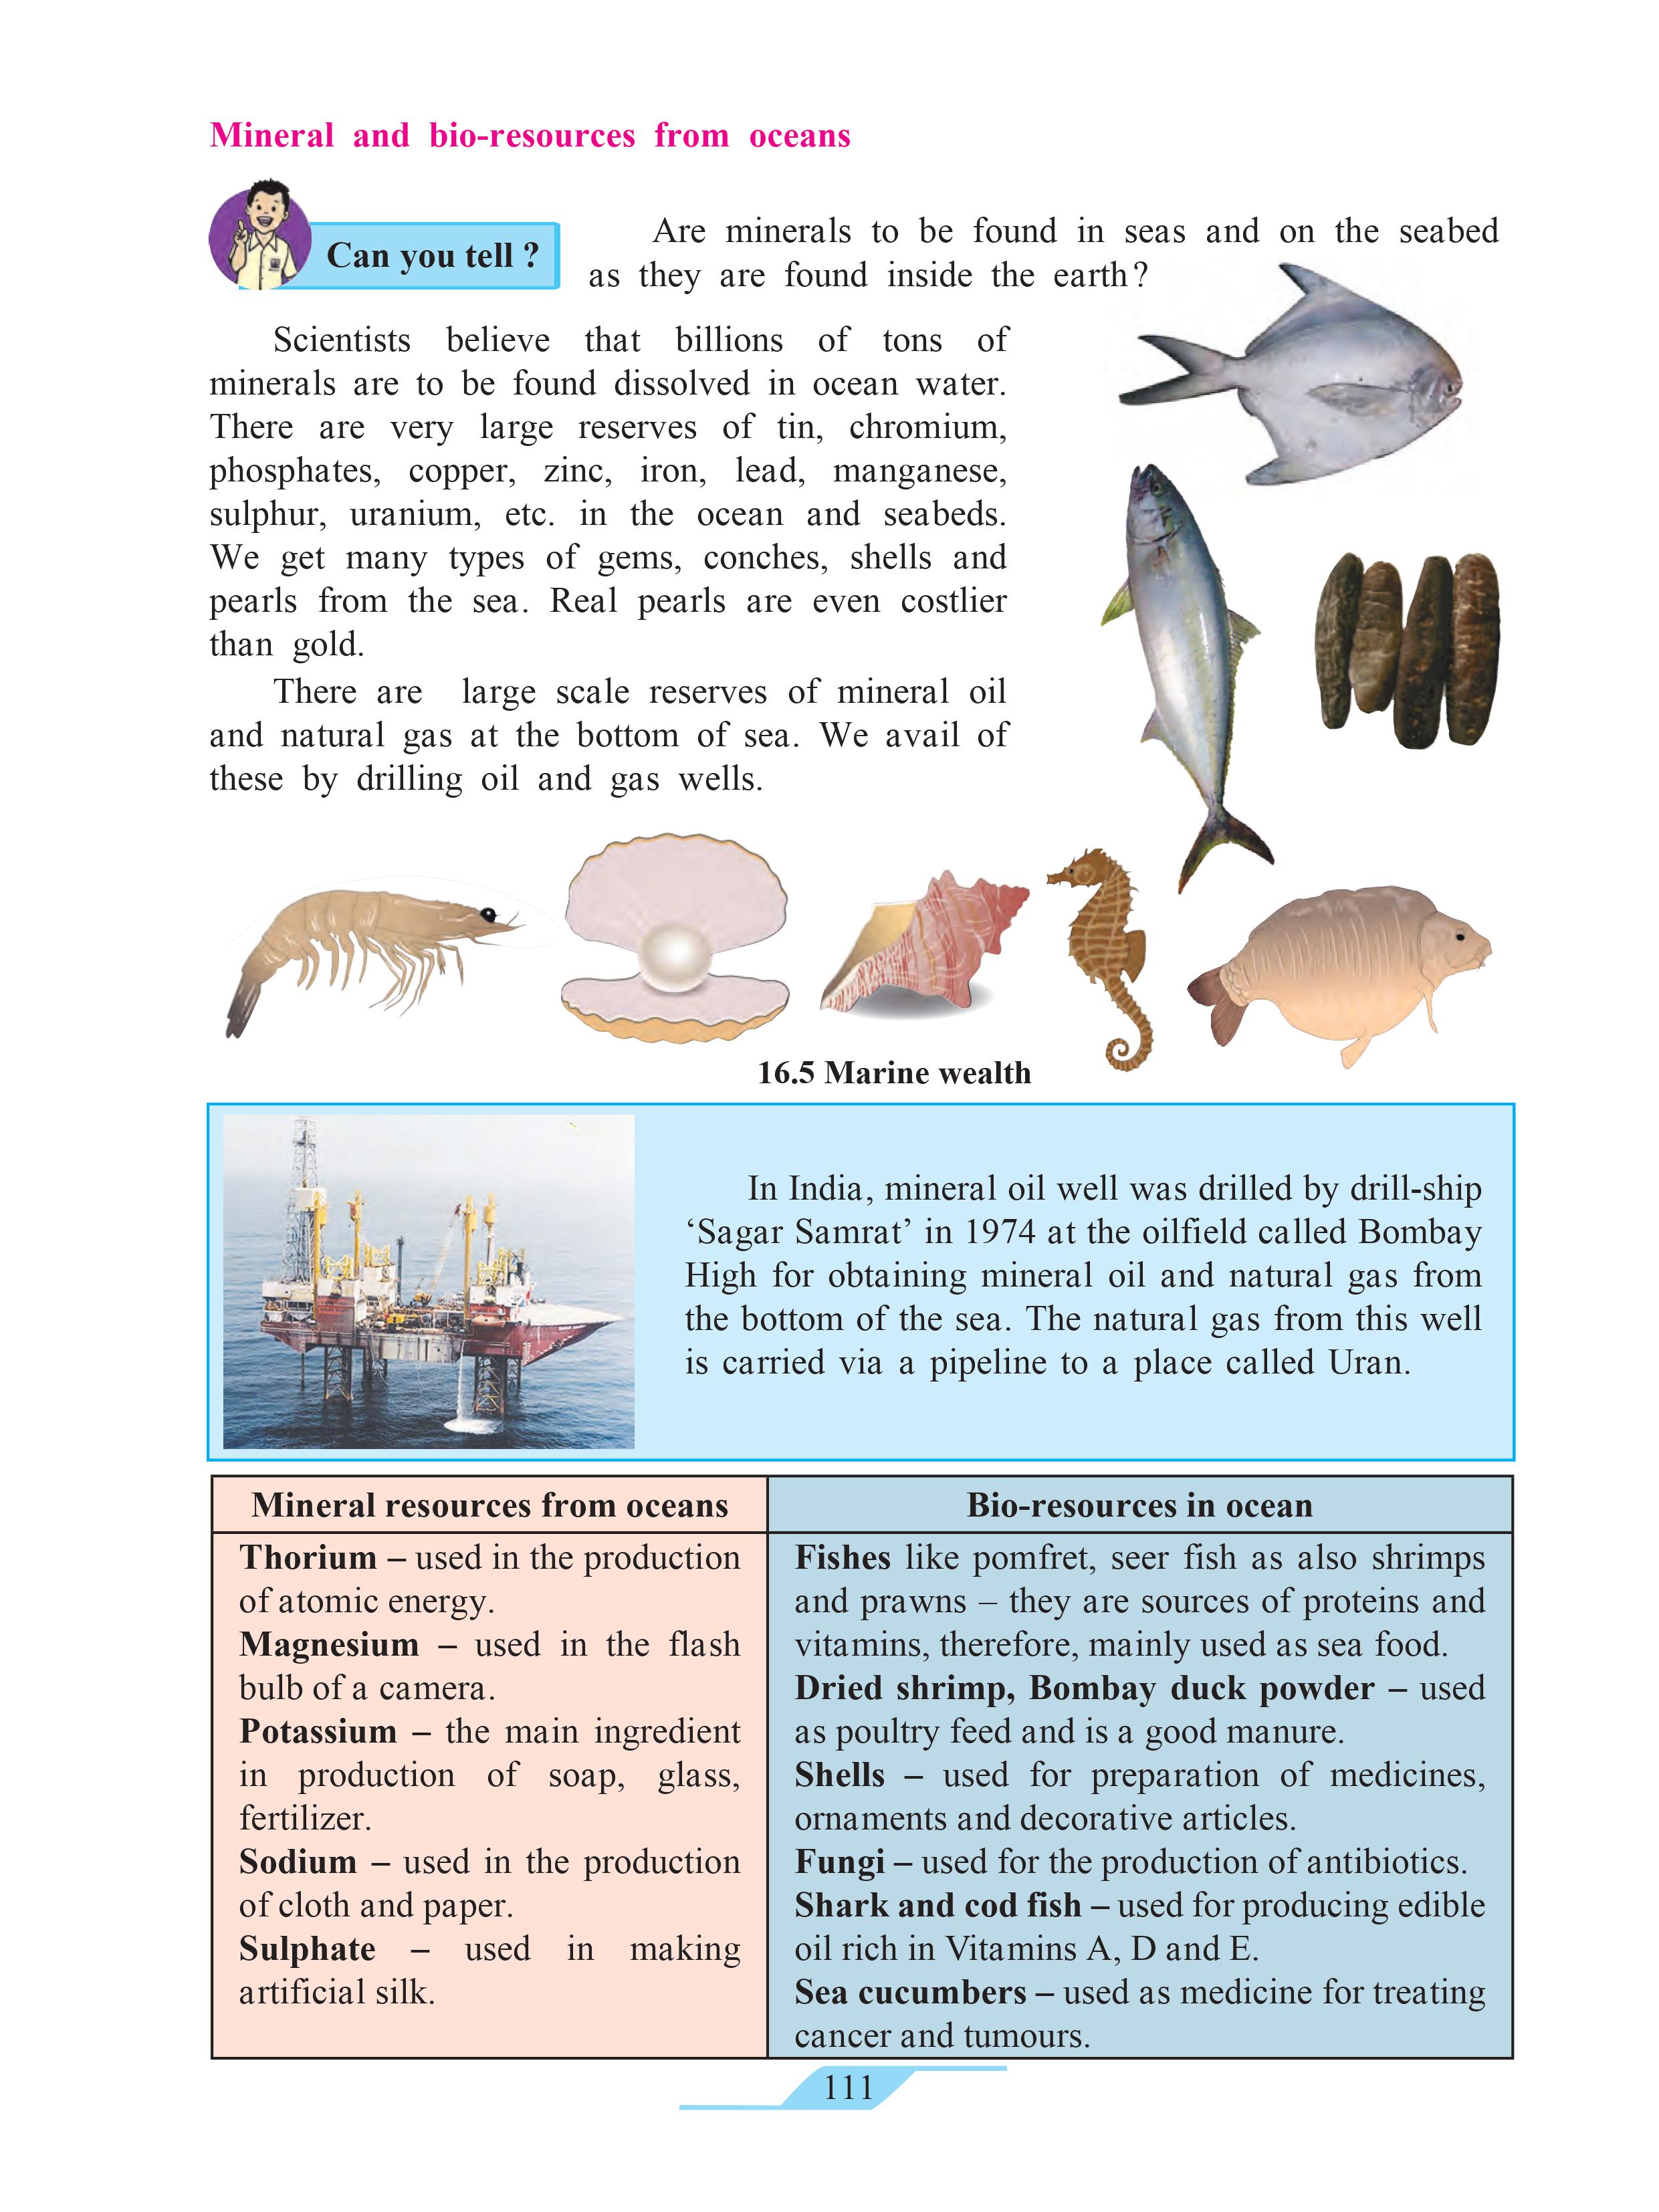 Mineral and bio-resources from oceans
Can you tell ?
Are minerals to be found in seas and on the seabed
as they are found inside the earth?
Scientists believe that billions of tons of
minerals are to be found dissolved in ocean water.
There are very large reserves of tin, chromium,
phosphates, copper, zinc, iron, lead, manganese,
sulphur, uranium, etc. in the ocean and seabeds.
We get many types of gems, conches, shells and
pearls from the sea. Real pearls are even costlier
than gold.
There are large scale reserves of mineral oil
and natural gas at the bottom of sea. We avail of
these by drilling oil and gas wells.
16.5 Marine wealth
In India, mineral oil well was drilled by drill-ship
‘Sagar Samrat’ in 1974 at the oilfield called Bombay
High for obtaining mineral oil and natural gas from
the bottom of the sea. The natural gas from this well
is carried via a pipeline to a place called Uran.
Mineral resources from oceans
Thorium – used in the production
of atomic energy.
Magnesium – used in the flash
bulb of a camera.
Potassium – the main ingredient
in production of soap, glass,
fertilizer.
Sodium – used in the production
of cloth and paper.
Sulphate – used in making
artificial silk.
Bio-resources in ocean
Fishes like pomfret, seer fish as also shrimps
and prawns – they are sources of proteins and
vitamins, therefore, mainly used as sea food.
Dried shrimp, Bombay duck powder – used
as poultry feed and is a good manure.
Shells – used for preparation of medicines,
ornaments and decorative articles.
Fungi – used for the production of antibiotics.
Shark and cod fish – used for producing edible
oil rich in Vitamins A, D and E.
Sea cucumbers – used as medicine for treating
cancer and tumours.
111